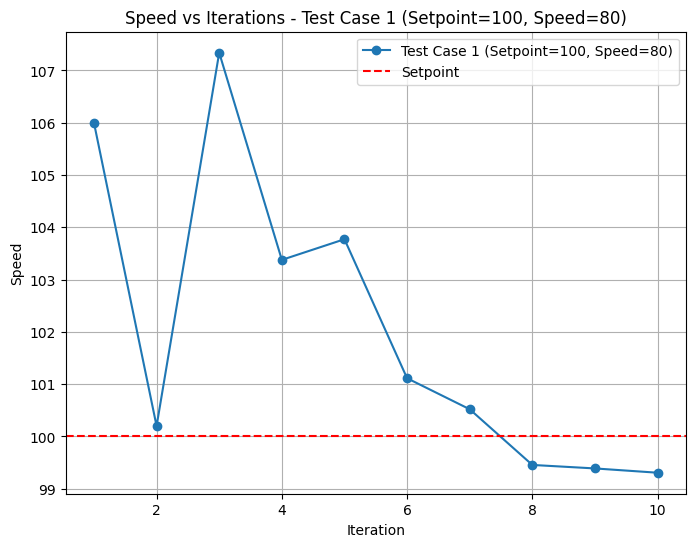 Speed vs Iterations - Test Case 1 (Setpoint=100, Speed=80)
Test Case 1 (Setpoint=100, Speed=80)
Setpoint
107
106
105
104
103
102
101
100
99
Speed
2 4 6 8 10
Iteration